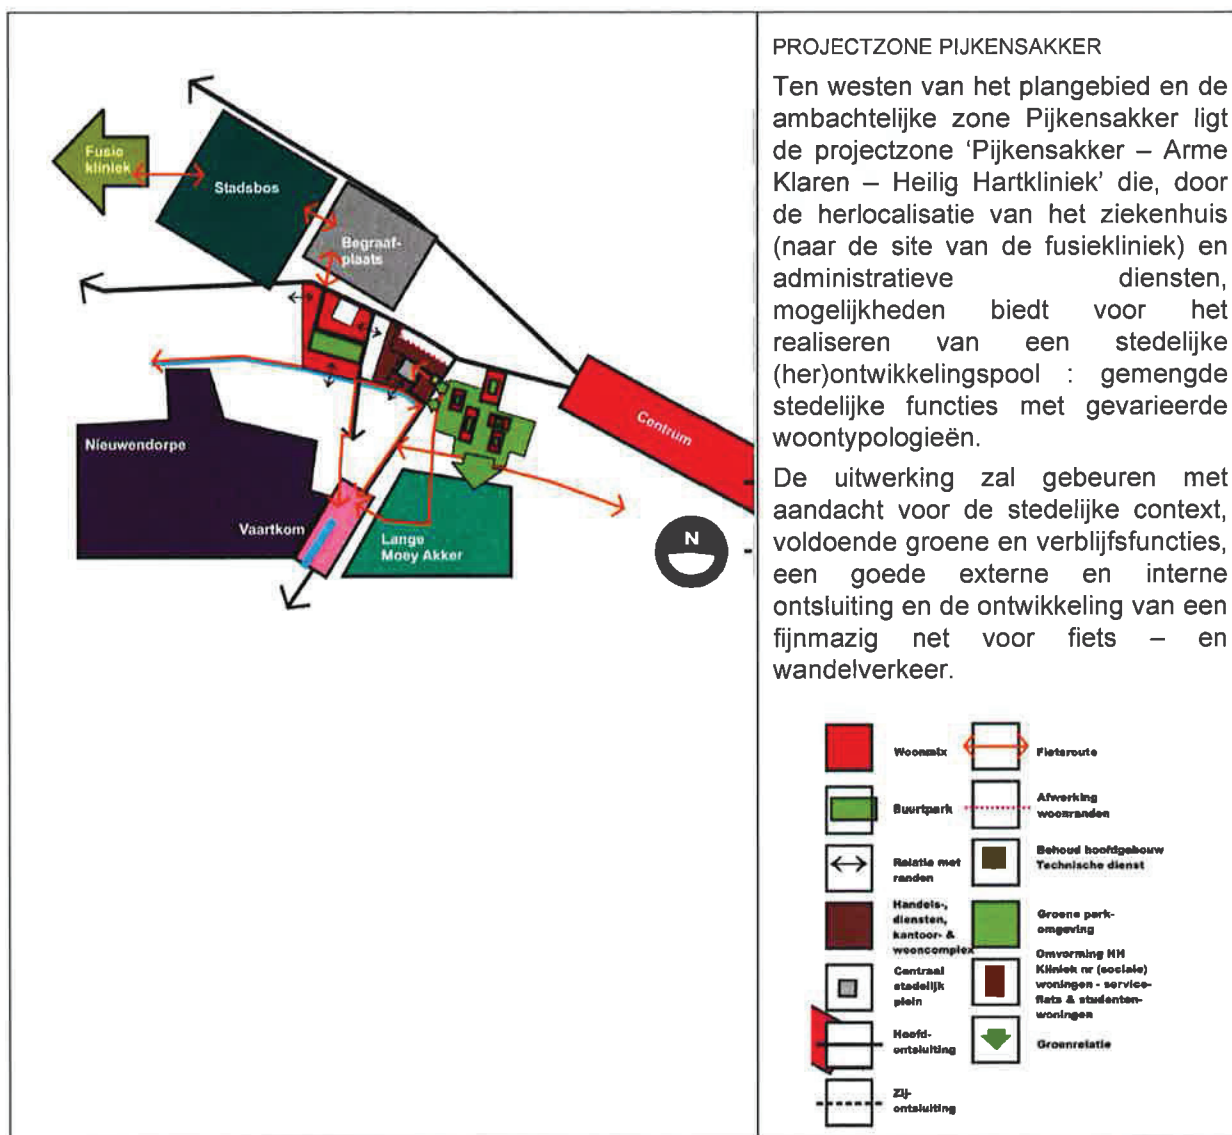 Fusie
kliniek
Stadsbos
Begraaf-
plaats
Centrum
Nieuwendorpe
Vaartkom
Lange
Moey Akker
N
PROJECTZONE PIJKENSAKKER
Ten westen van het plangebied en de
ambachtelijke zone Pijkensakker ligt
de projectzone ‘Pijkensakker – Arme
Klaren – Heilig Hartkliniek’ die, door
de herlocalisatie van het ziekenhuis
(naar de site van de fusiekliniek) en
administratieve diensten,
mogelijkheden biedt voor het
realiseren van een stedelijke
(her)ontwikkelingspool : gemengde
stedelijke functies met gevarieerde
woontypologieën.
De uitwerking zal gebeuren met
aandacht voor de stedelijke context,
voldoende groene en verblijfsfuncties,
een goede externe en interne
ontsluiting en de ontwikkeling van een
fijnmazig net voor fiets – en
wandelverkeer.
Woonmix
Buurtpark
Relatie met
randen
Handels-,
diensten,
kantoor- &
wooncomplex
Centraal
stedelijk
plein
Hoofd-
ontsluiting
Zij-
ontsluiting
Fietsroute
Afwerking
woonranden
Behoud hoofdgebouw
Technische dienst
Groene park-
omgeving
Omvorming HH
Kliniek nr (sociale)
woningen - service-
flats & studenten-
woningen
Groenrelatie